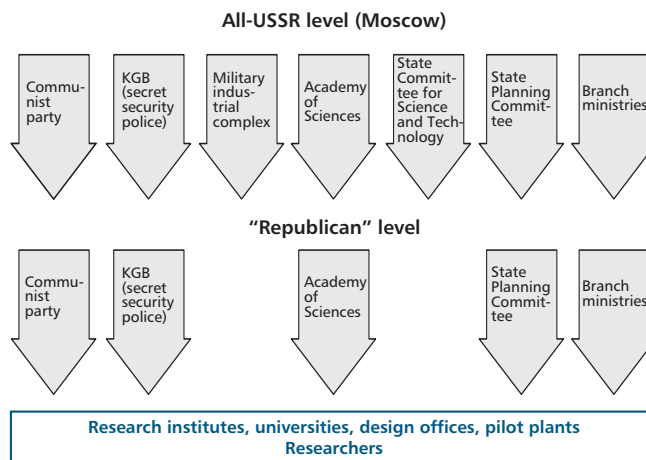 All-USSR level (Moscow)
Commu-
nist
party
KGB
(secret
security
police)
Military
indus-
trial
complex
Academy
of
Sciences
State
Commit-
tee for
Science
and Tech-
nology
State
Planning
Commit-
tee
Branch
ministries
“Republican” level
Commu-
nist
party
KGB
(secret
security
police)
Academy
of
Sciences
State
Planning
Commit-
tee
Branch
ministries
Research institutes, universities, design offices, pilot plants
Researchers